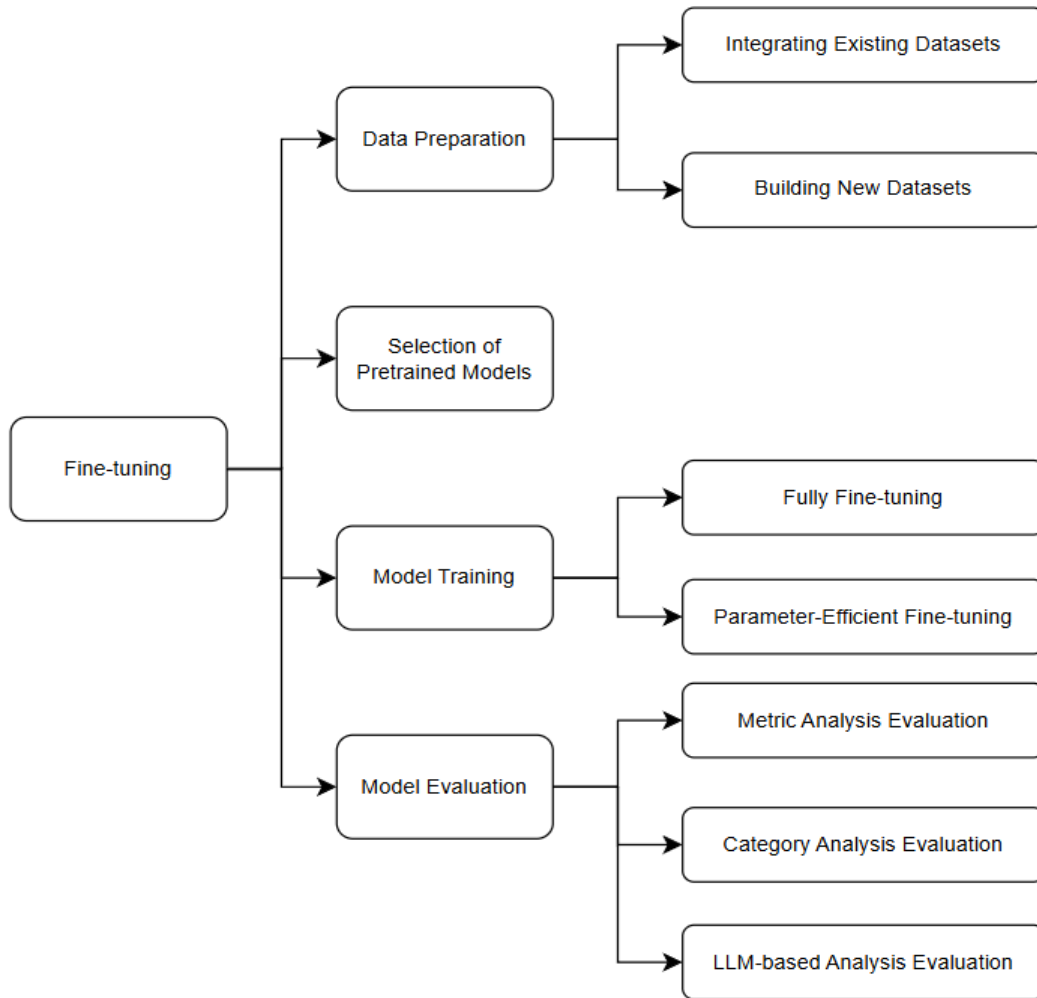 Fine-tuning
Data Preparation
Integrating Existing Datasets
Building New Datasets
Selection of
Pretrained Models
Model Training
Fully Fine-tuning
Parameter-Efficient Fine-tuning
Model Evaluation
Metric Analysis Evaluation
Category Analysis Evaluation
LLM-based Analysis Evaluation